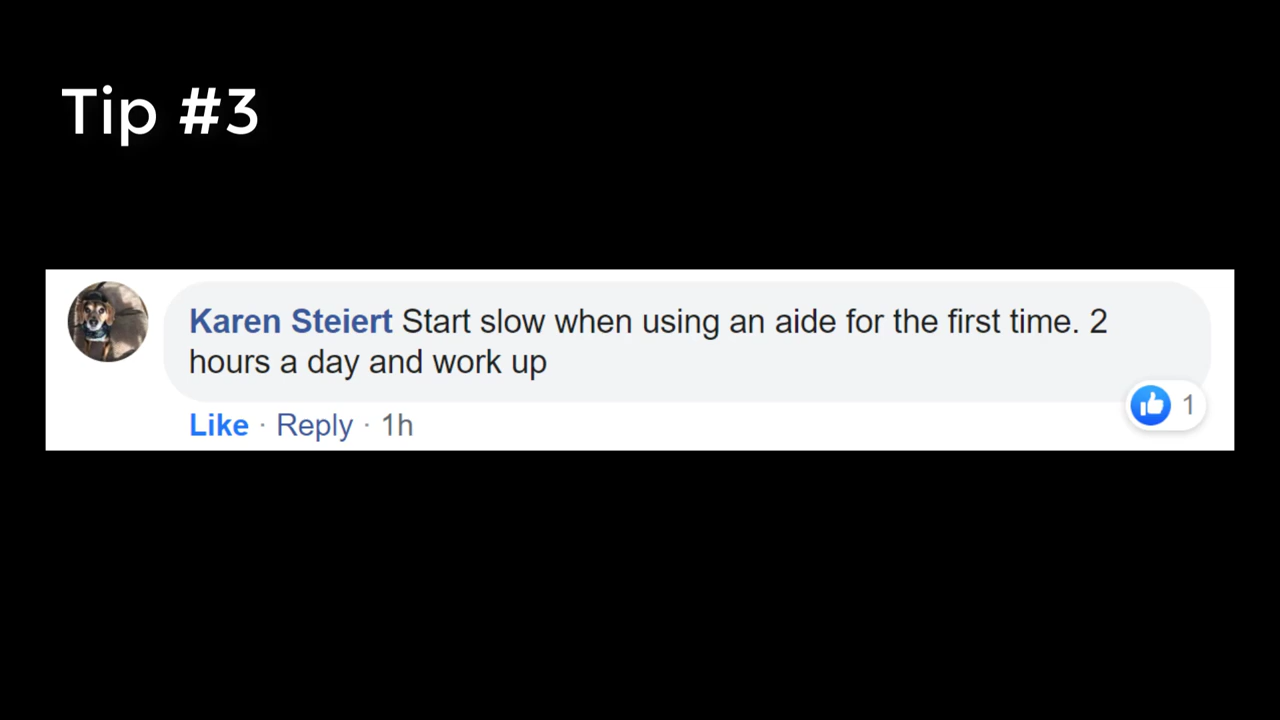 Tip #3
Karen Steiert Start slow when using an aide for the first time. 2
hours a day and work up
1
Like · Reply · 1h